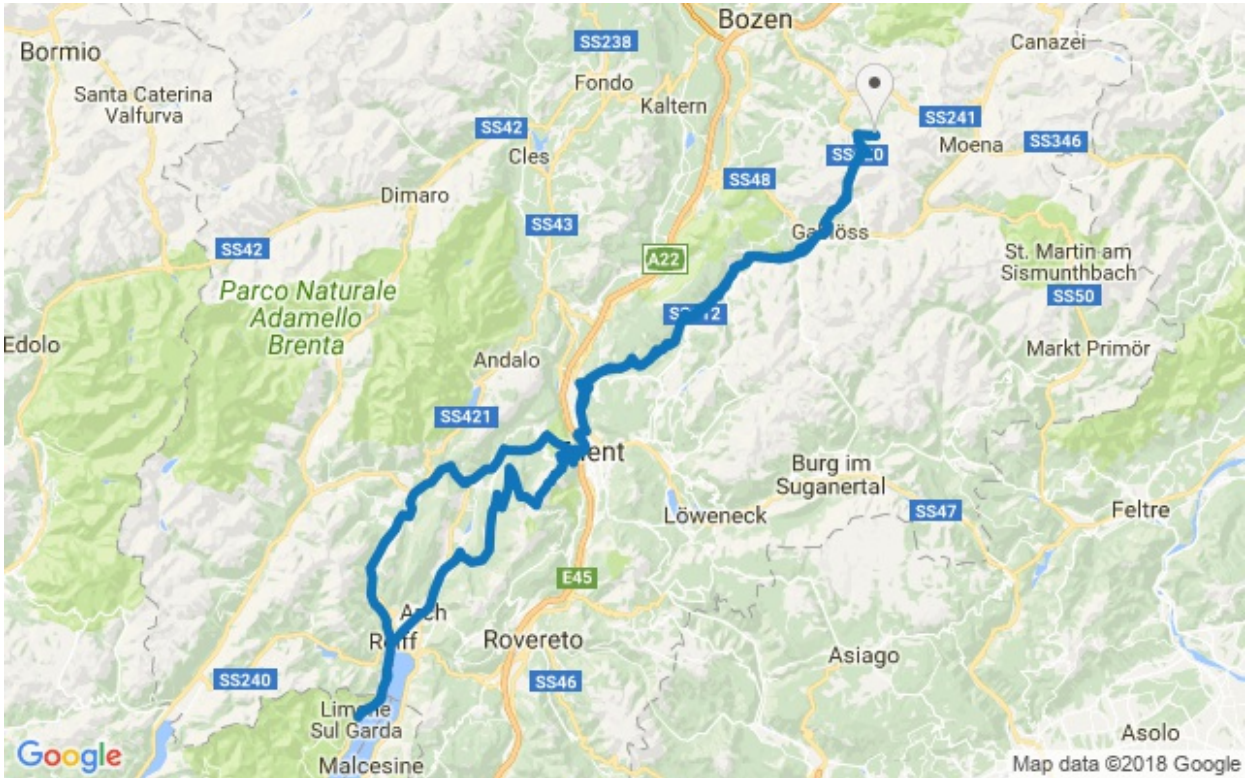 Bozen
Bormio
Canazei
SS238
Fondo
Santa Caterina
Valfurva
Kaltern
SS241
SS42
Moena
SS346
Cles
SS48
Dimaro
SS43
SS42
A22
St. Martin am
Sismunthbach
SS50
Parco Naturale
Adamello
Brenta
Edolo
Andalo
Markt Primör
SS421
Burg im
Suganertal
Löweneck
SS47
Feltre
E45
Rovereto
Asiago
SS240
SS46
Sul Garda
Asolo
Malcesine
Google
Map data ©2018 Google